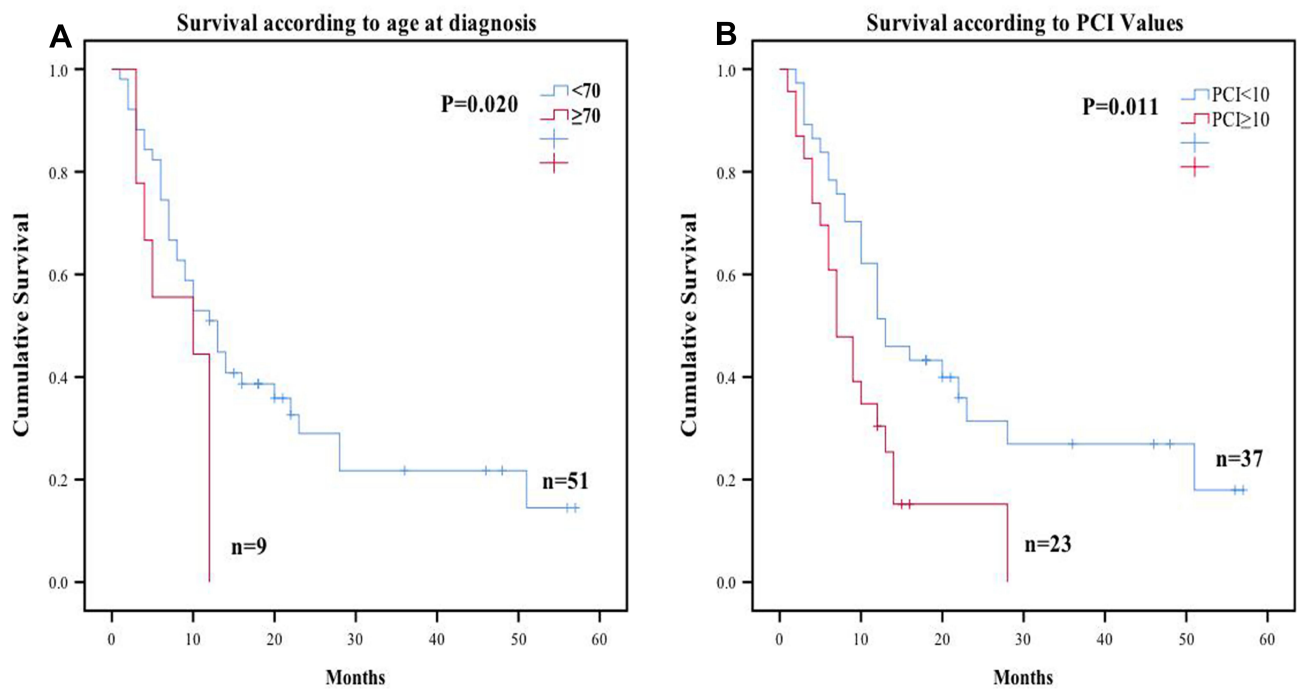 A
Survival according to age at diagnosis
P=0.020
<70
≥70
Cumulative Survival
1.0
0.8
0.6
0.4
0.2
0.0
n=51
n=9
0 10 20 30 40 50 60
Months
B
Survival according to PCI Values
P=0.011
PCI<10
PCI≥10
Cumulative Survival
1.0
0.8
0.6
0.4
0.2
0.0
n=37
n=23
0 10 20 30 40 50 60
Months